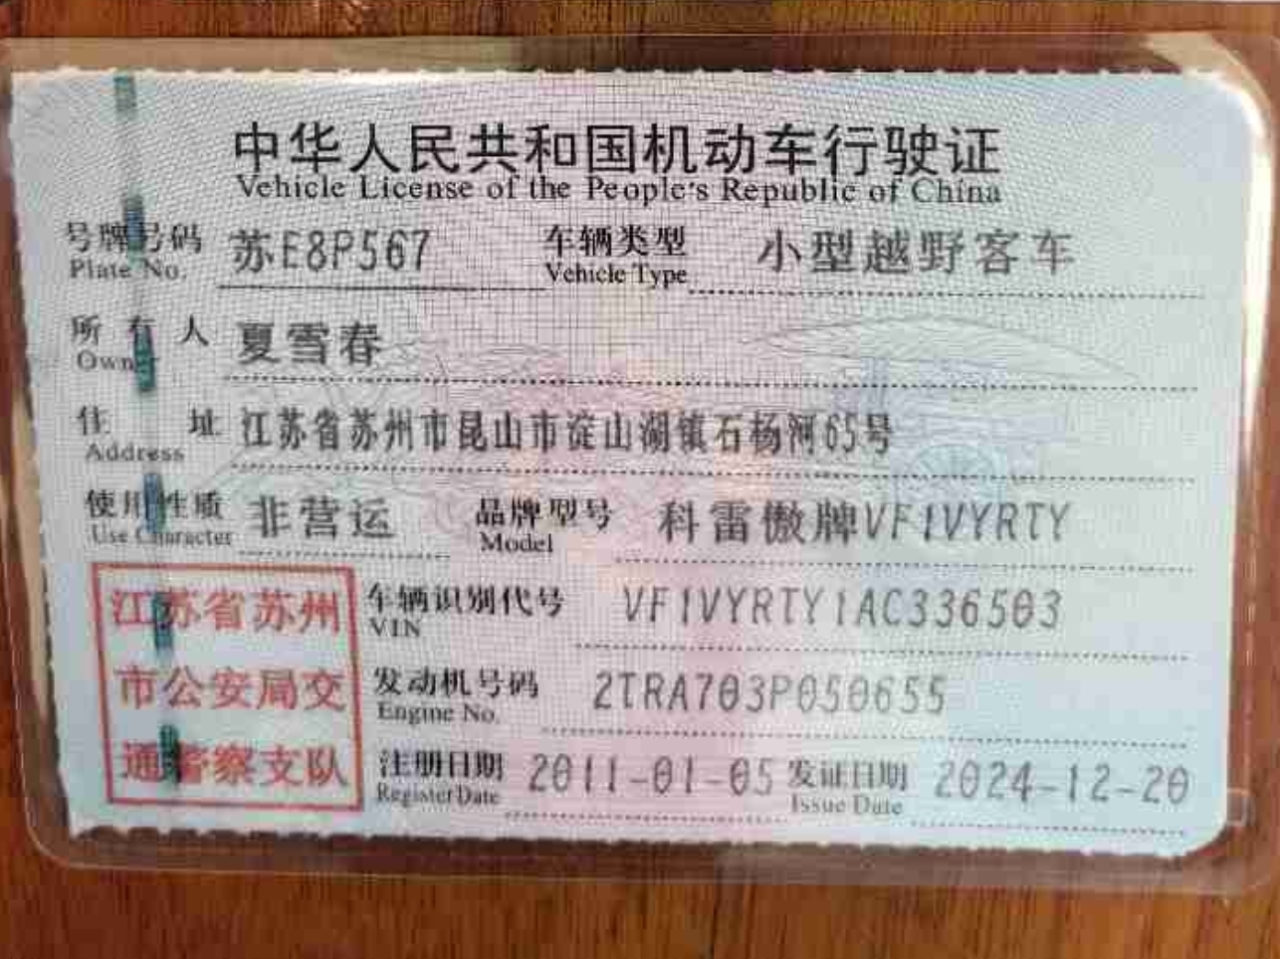 中华人民共和国机动车行驶证
Vehicle License of the People's Republic of China
号牌号码 苏E8P567 车辆类型 小型越野客车
Plate No. Vehicle Type
所有人 夏雪春
Owner
住址 江苏省苏州市昆山市淀山湖镇石杨河65号
Address
使用性质 非营运 品牌型号 科雷傲牌VF1VYRTY
Use Character Model
江苏省苏州
市公安局交
通警察支队
车辆识别代号 VF1VYRTY1AC336503
VIN
发动机号码 2TRA703P050655
Engine No.
注册日期 2011-01-05 发证日期 2024-12-20
Register Date Issue Date